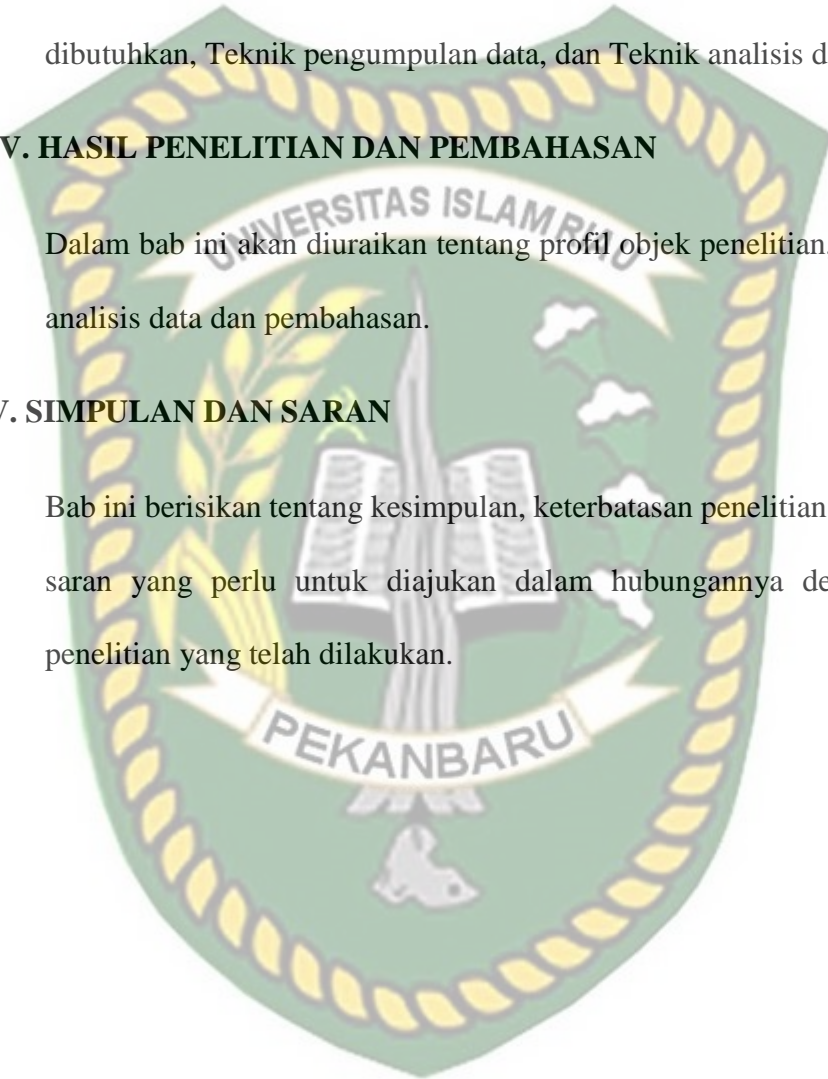 dibutuhkan, Teknik pengumpulan data, dan Teknik analisis d
V. HASIL PENELITIAN DAN PEMBAHASAN
UNIVERSITAS ISLAM RIAU
Dalam bab ini akan diuraikan tentang profil objek penelitian,
analisis data dan pembahasan.
V. SIMPULAN DAN SARAN
Bab ini berisikan tentang kesimpulan, keterbatasan penelitian
saran yang perlu untuk diajukan dalam hubungannya de
penelitian yang telah dilakukan.
PEKANBARU